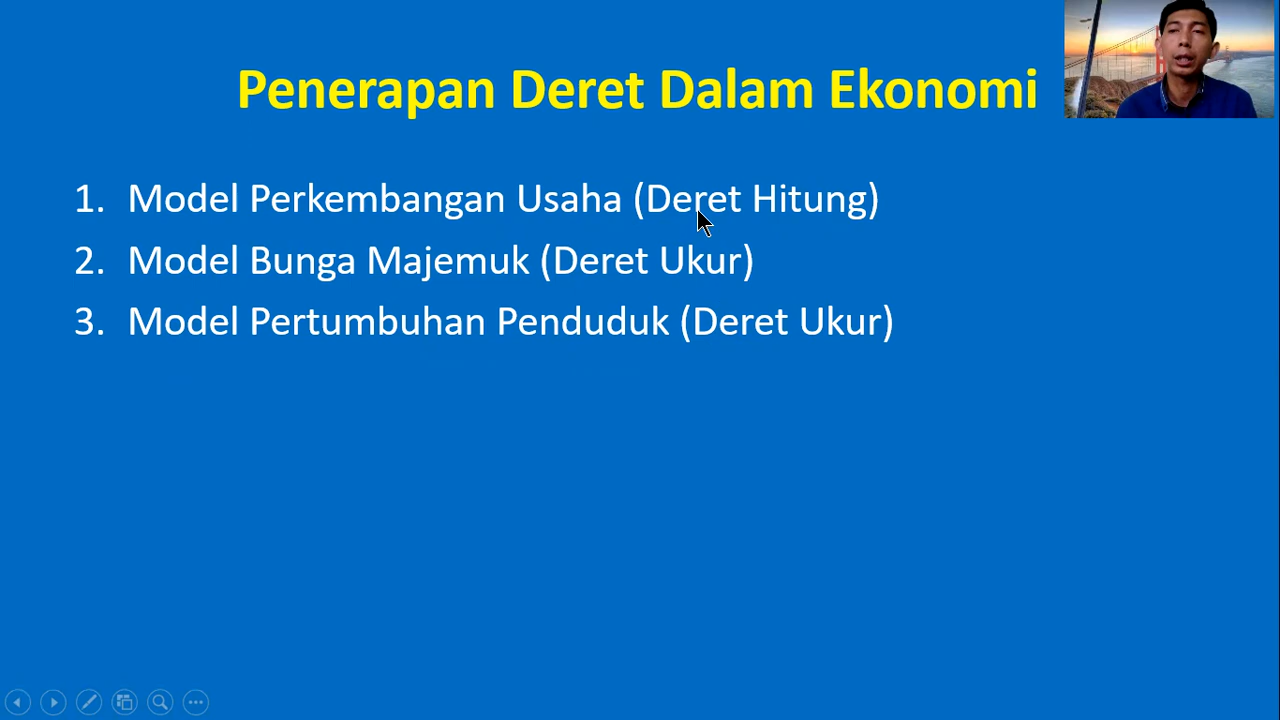 Penerapan Deret Dalam Ekonomi
1. Model Perkembangan Usaha (Deret Hitung)
2. Model Bunga Majemuk (Deret Ukur)
3. Model Pertumbuhan Penduduk (Deret Ukur)